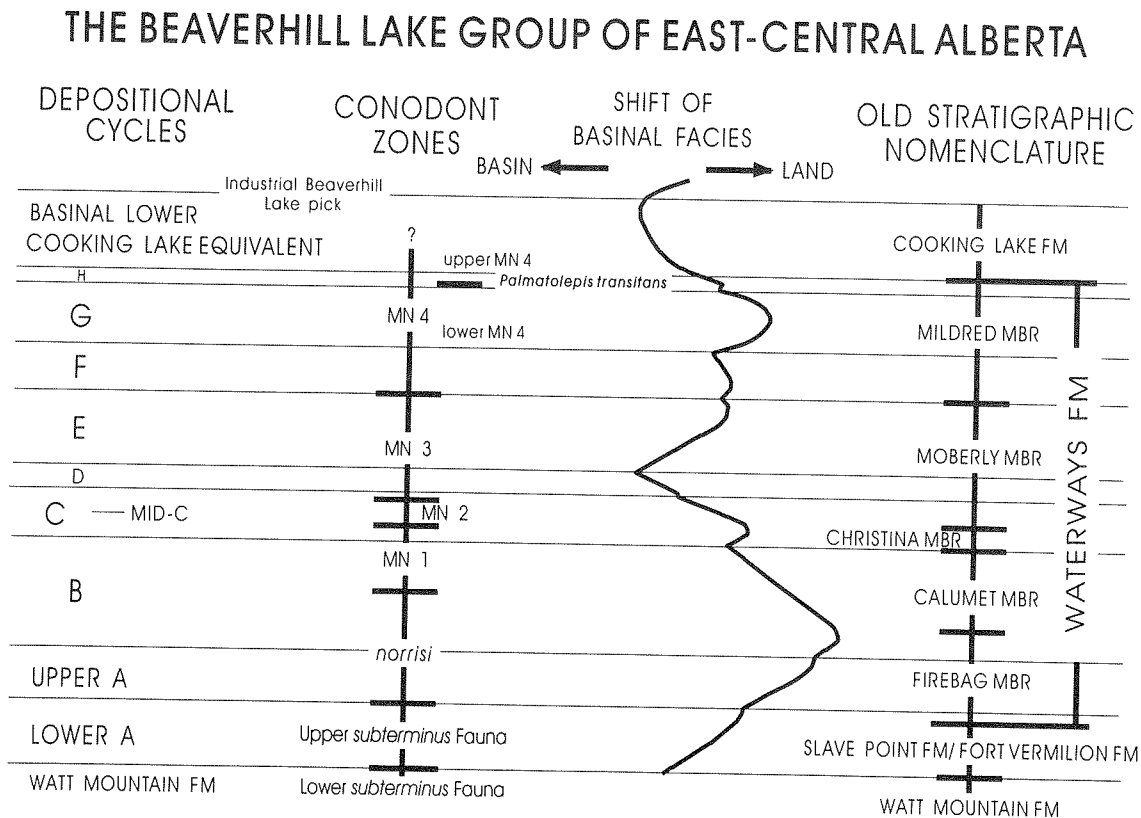 THE BEAVERHILL LAKE GROUP OF EAST-CENTRAL ALBERTA
DEPOSITIONAL
CYCLES
CONODONT
ZONES
SHIFT OF
BASINAL FACIES
BASIN
LAND
OLD STRATIGRAPHIC
NOMENCLATURE
Industrial Beaverhill
Lake pick
BASINAL LOWER
COOKING LAKE EQUIVALENT
H
G
F
E
D
C
MID-C
B
UPPER A
LOWER A
WATT MOUNTAIN FM
?
upper MN 4
Palmatolepis transitans
MN 4
lower MN 4
MN 3
MN 2
MN 1
norrisi
Upper subterminus Fauna
Lower subterminus Fauna
COOKING LAKE FM
MILDRED MBR
MOBERLY MBR
CHRISTINA MBR
CALUMET MBR
FIREBAG MBR
WATERWAYS FM
SLAVE POINT FM/FORT VERMILION FM
WATT MOUNTAIN FM